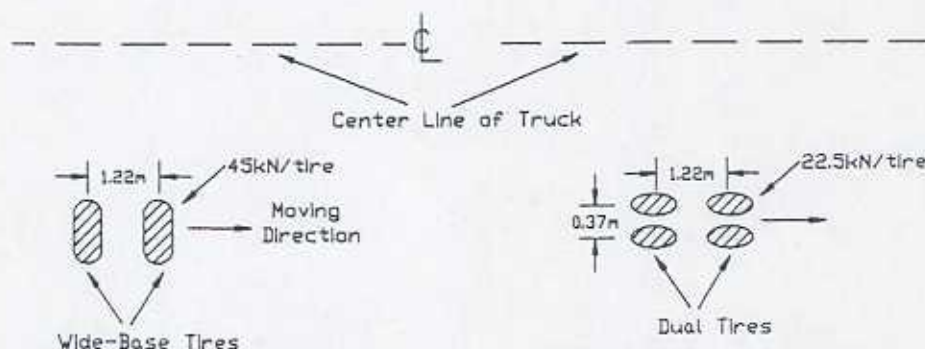 ℄
Center Line of Truck
1.22m
45kN/tire
Moving
Direction
Wide-Base Tires
1.22m
22.5kN/tire
0.37m
Dual Tires